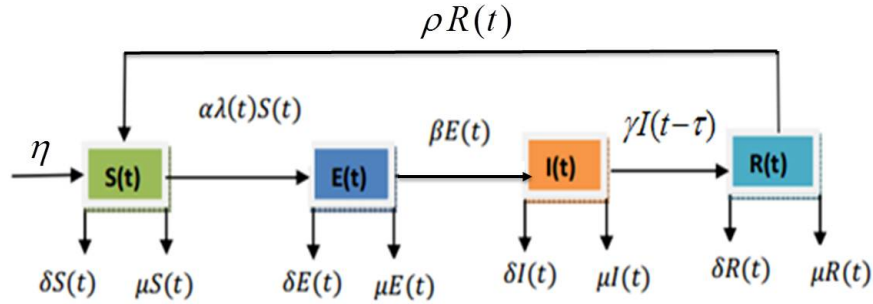 ρR(t)
αλ(t)S(t)
βE(t)
γI(t−τ)
η
S(t)
E(t)
I(t)
R(t)
δS(t) μS(t) δE(t) μE(t) δI(t) μI(t) δR(t) μR(t)